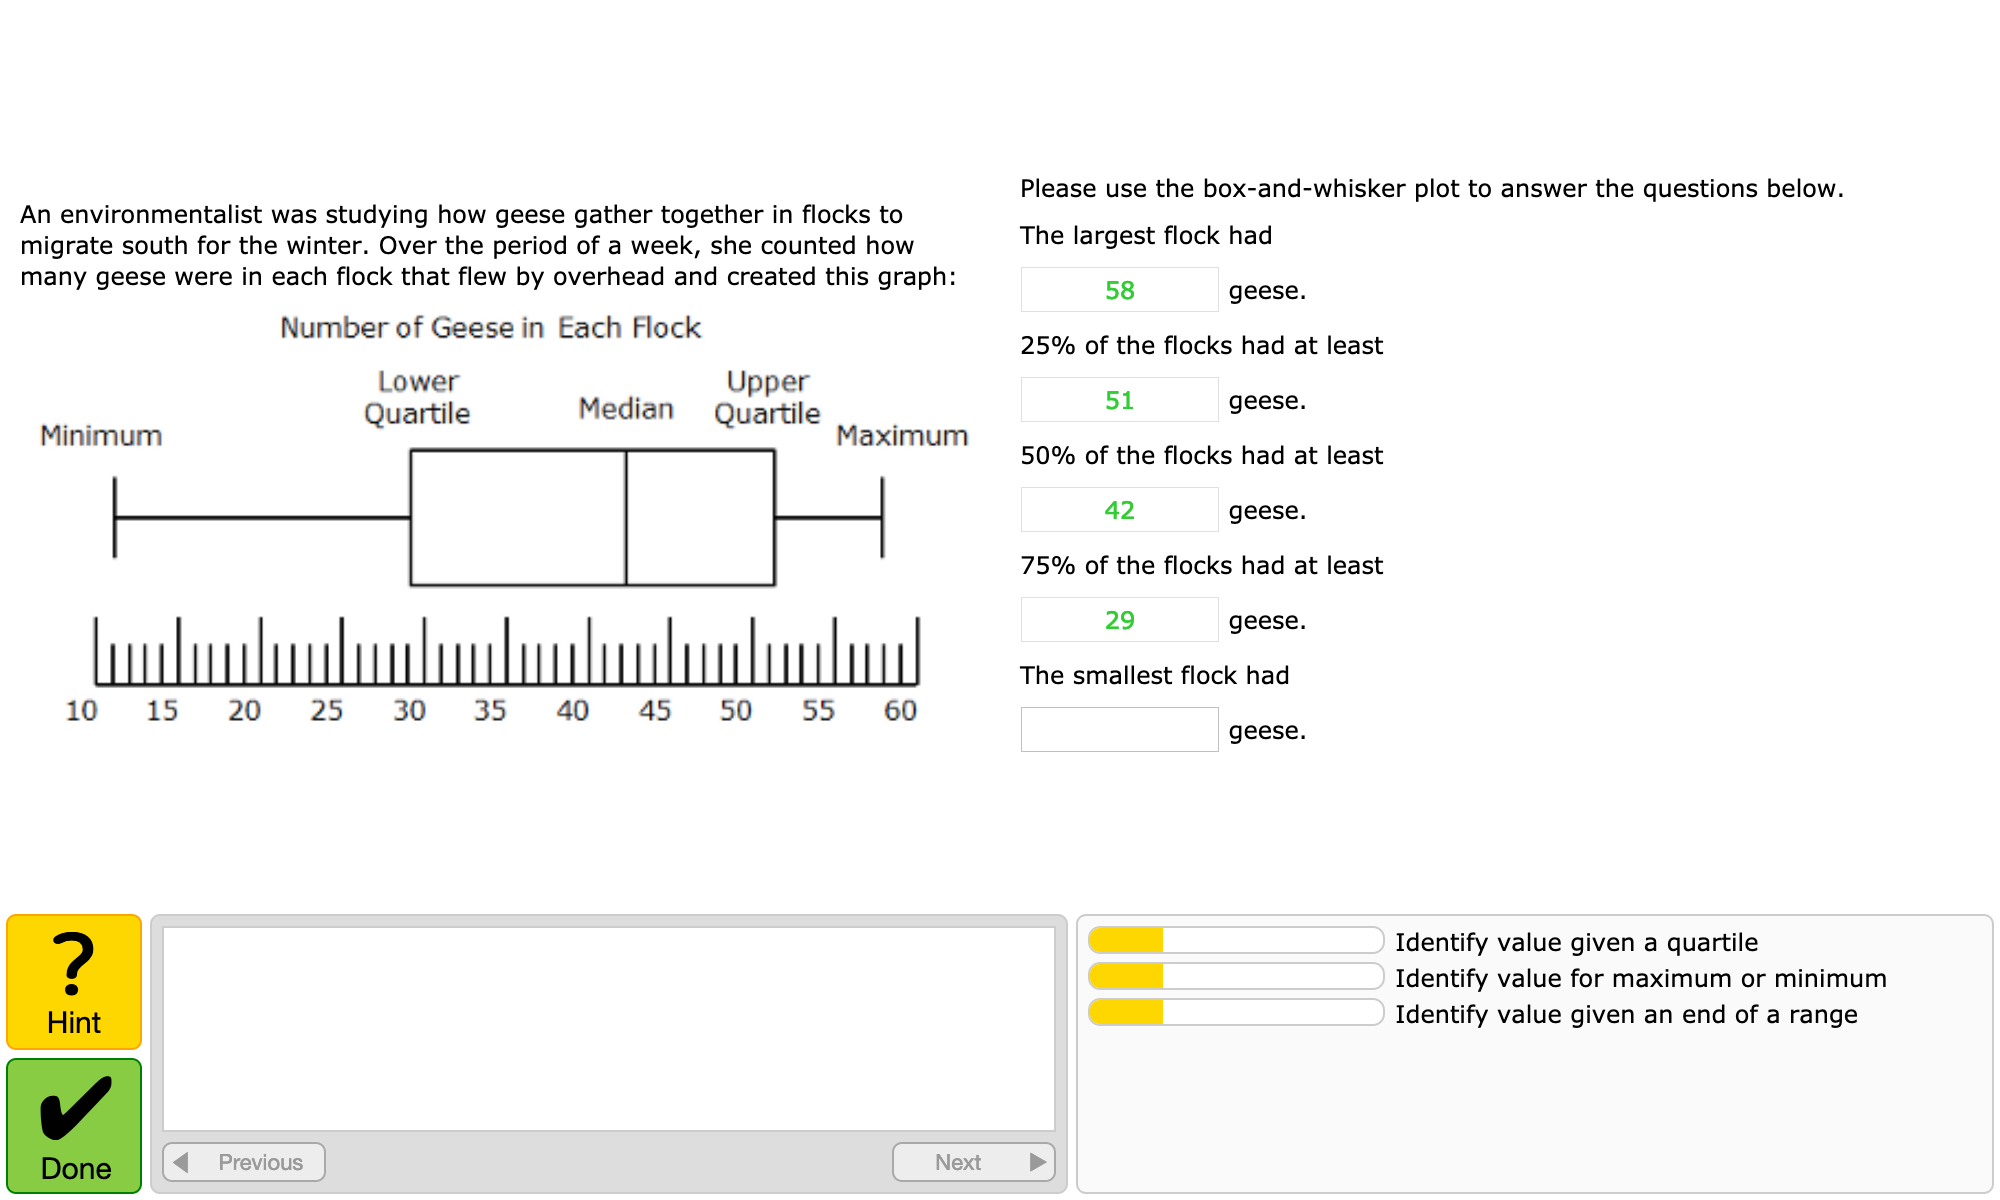 An environmentalist was studying how geese gather together in flocks to
migrate south for the winter. Over the period of a week, she counted how
many geese were in each flock that flew by overhead and created this graph:
Number of Geese in Each Flock
Minimum
Lower
Quartile
Median
Upper
Quartile
Maximum
10 15 20 25 30 35 40 45 50 55 60
Please use the box-and-whisker plot to answer the questions below.
The largest flock had
58 geese.
25% of the flocks had at least
51 geese.
50% of the flocks had at least
42 geese.
75% of the flocks had at least
29 geese.
The smallest flock had
geese.
?
Hint
Done
Previous
Next
Identify value given a quartile
Identify value for maximum or minimum
Identify value given an end of a range